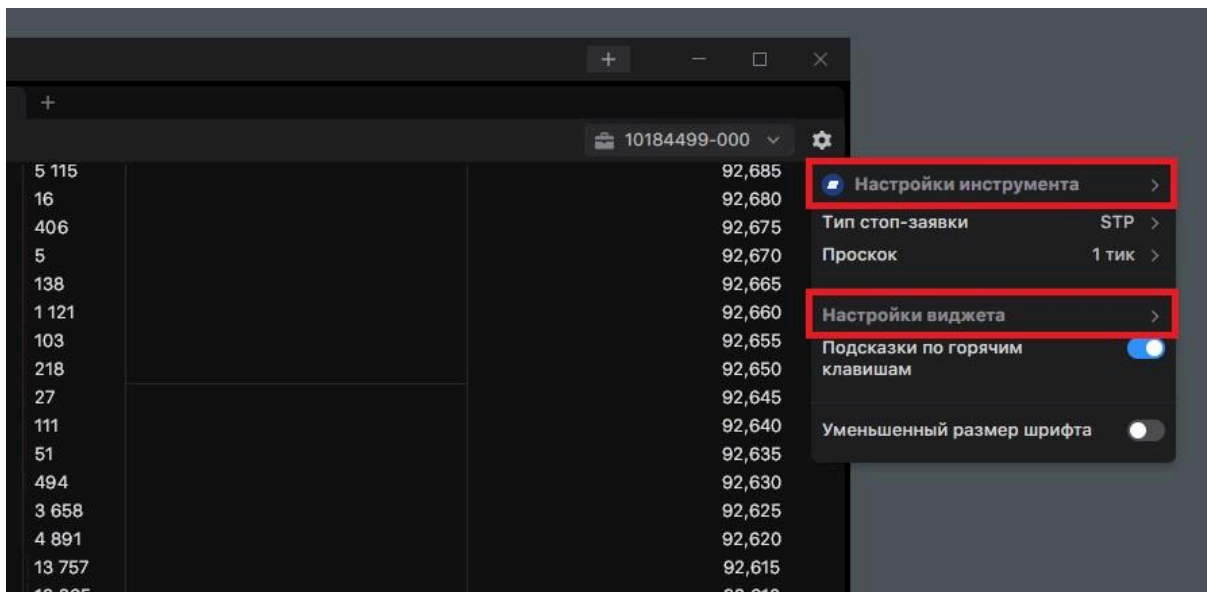 10184499-000
5 115 92,685
16 92,680
406 92,675
5 92,670
138 92,665
1 121 92,660
103 92,655
218 92,650
27 92,645
111 92,640
51 92,635
494 92,630
3 658 92,625
4 891 92,620
13 757 92,615
Настройки инструмента
Тип стоп-заявки STP
Проскок 1 тик
Настройки виджета
Подсказки по горячим
клавишам
Уменьшенный размер шрифта